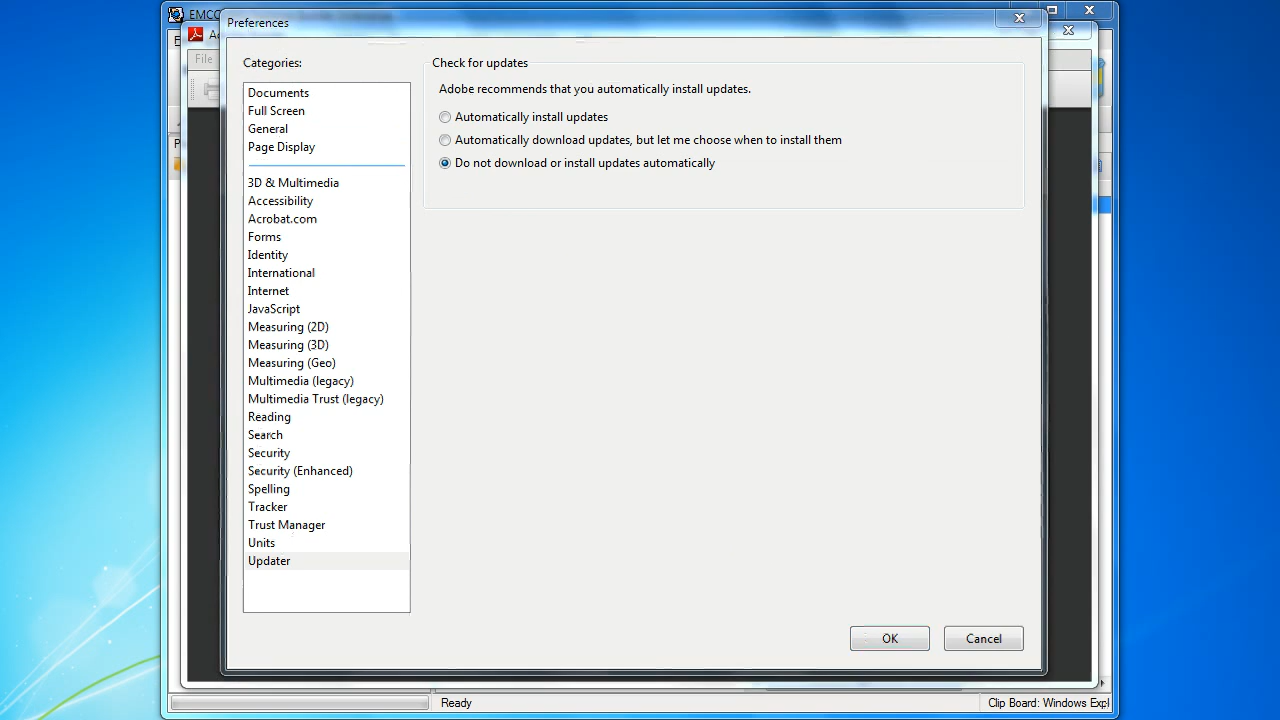 EMCO
Preferences
File
Categories:
Documents
Full Screen
General
Page Display
3D & Multimedia
Accessibility
Acrobat.com
Forms
Identity
International
Internet
JavaScript
Measuring (2D)
Measuring (3D)
Measuring (Geo)
Multimedia (legacy)
Multimedia Trust (legacy)
Reading
Search
Security
Security (Enhanced)
Spelling
Tracker
Trust Manager
Units
Updater
Check for updates
Adobe recommends that you automatically install updates.
Automatically install updates
Automatically download updates, but let me choose when to install them
Do not download or install updates automatically
OK
Cancel
Ready
Clip Board: Windows Expl